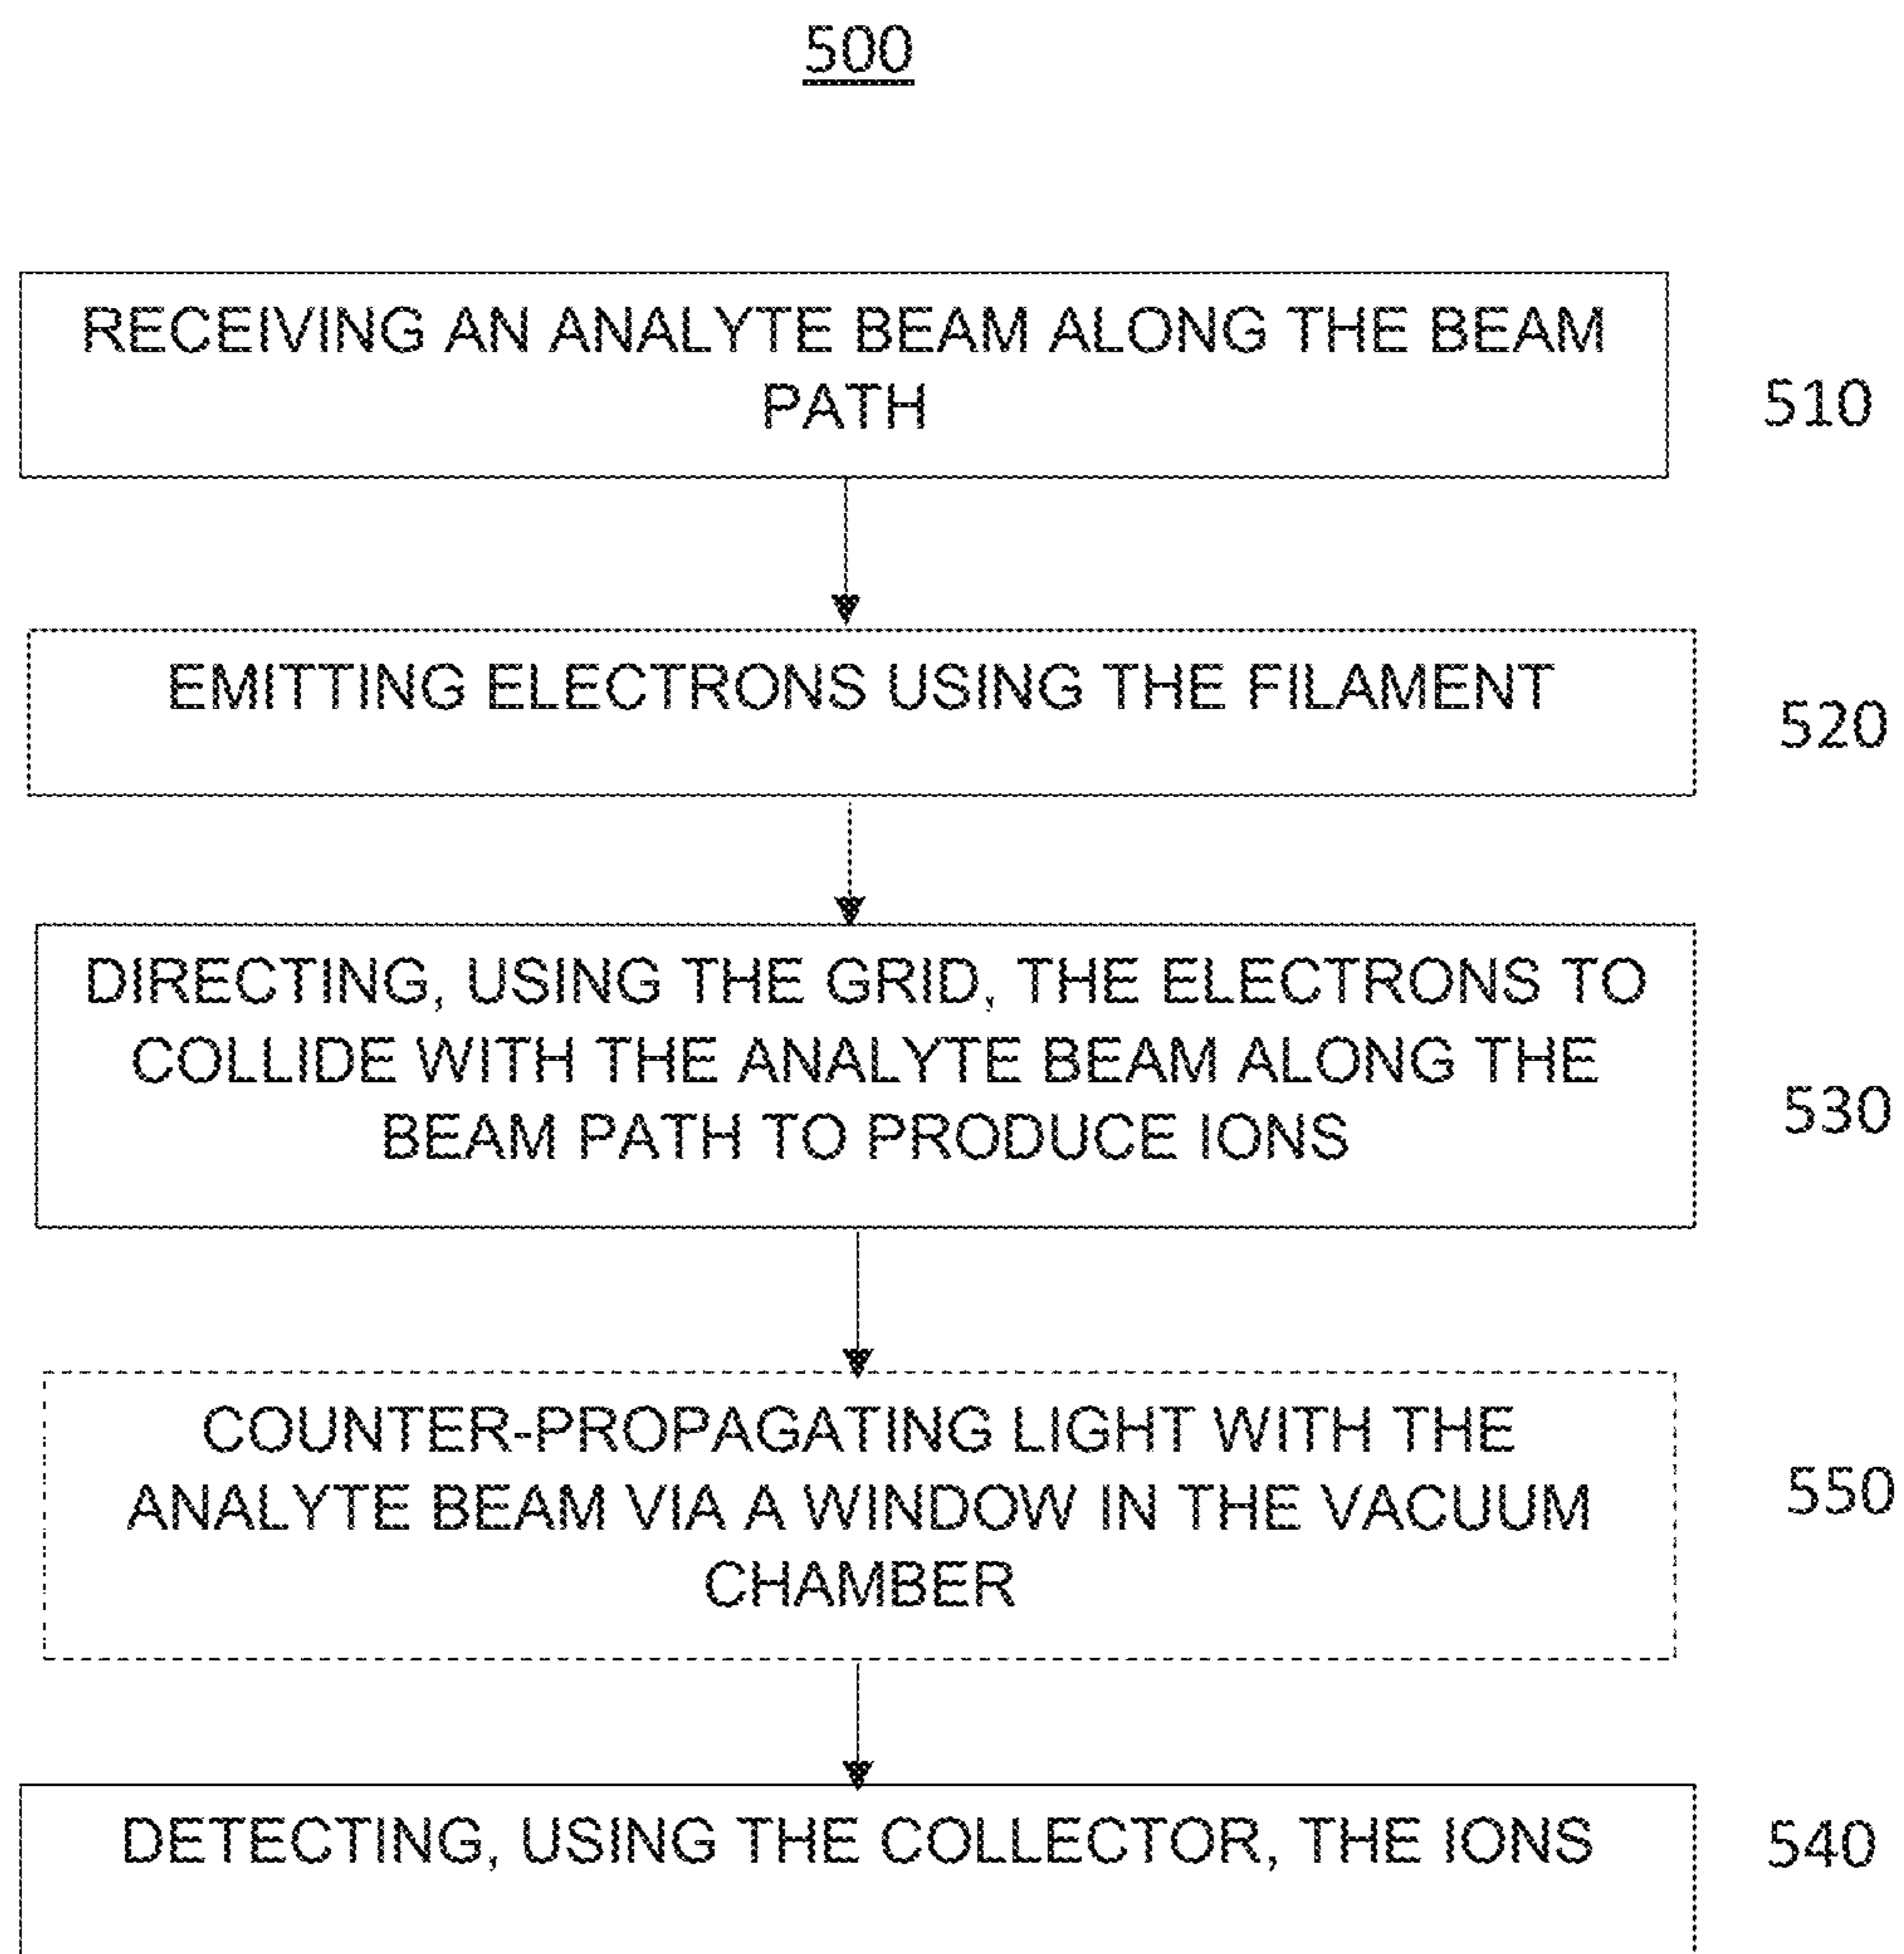 500
RECEIVING AN ANALYTE BEAM ALONG THE BEAM
PATH
510
EMITTING ELECTRONS USING THE FILAMENT
520
DIRECTING, USING THE GRID, THE ELECTRONS TO
COLLIDE WITH THE ANALYTE BEAM ALONG THE
BEAM PATH TO PRODUCE IONS
530
COUNTER-PROPAGATING LIGHT WITH THE
ANALYTE BEAM VIA A WINDOW IN THE VACUUM
CHAMBER
550
DETECTING, USING THE COLLECTOR, THE IONS
540